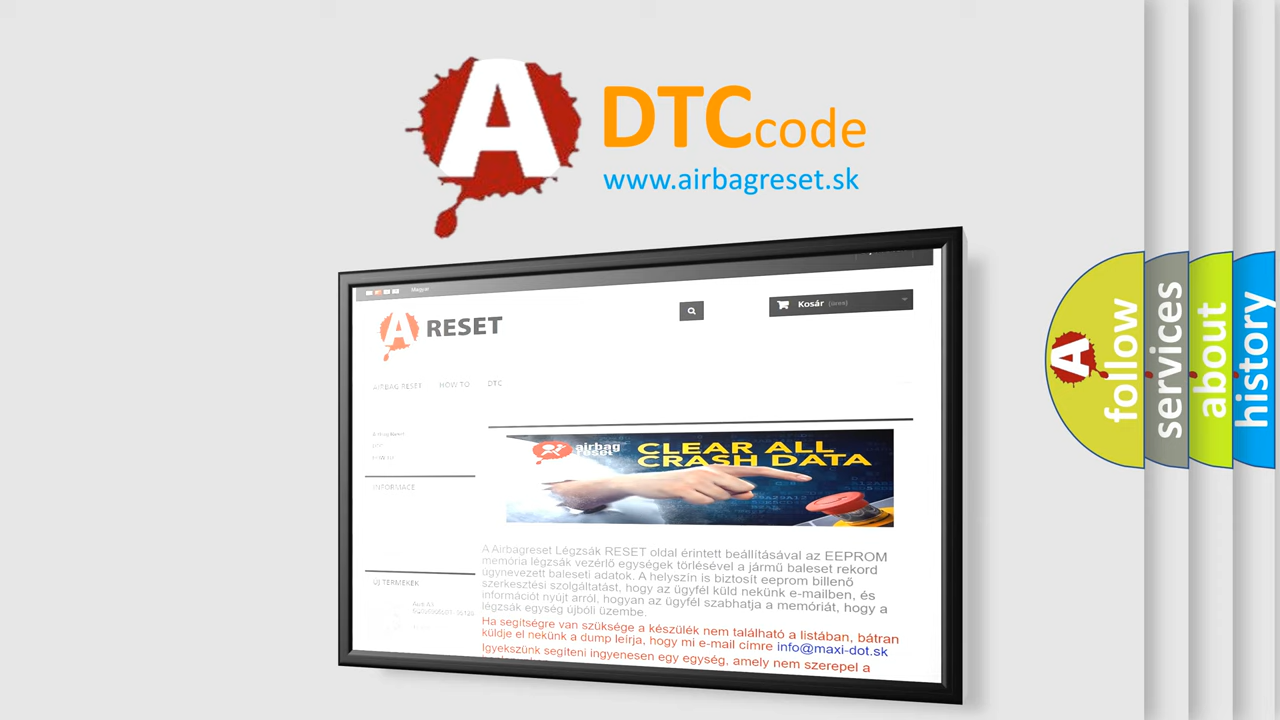 A
DTCcode
www.airbagreset.sk
Magyar
Kosár (üres)
A RESET
AIRBAG RESET HOW TO DTC
INFORMACE
airbag
reset
CLEAR ALL
CRASH DATA
A Airbagreset Légzsák RESET oldal érintett beállításával az EEPROM
memória légzsák vezérlő egységek törlésével a jármű baleset rekord
úgynevezett baleseti adatok. A helyszín is biztosít eeprom billenő
szerkesztési szolgáltatást, hogy az ügyfél küld nekünk e-mailben, és
információt nyújt arról, hogyan az ügyfél szabhatja a memóriát, hogy a
légzsák egység újbóli üzembe.
Ha segítségre van szüksége a készülék nem található a listában, bátran
küldje el nekünk a dump leírja, hogy mi e-mail címre info@maxi-dot.sk
Igyekszünk segíteni ingyenesen egy egység, amely nem szerepel a
ÚJ TERMÉKEK
A
follow
services
about
history